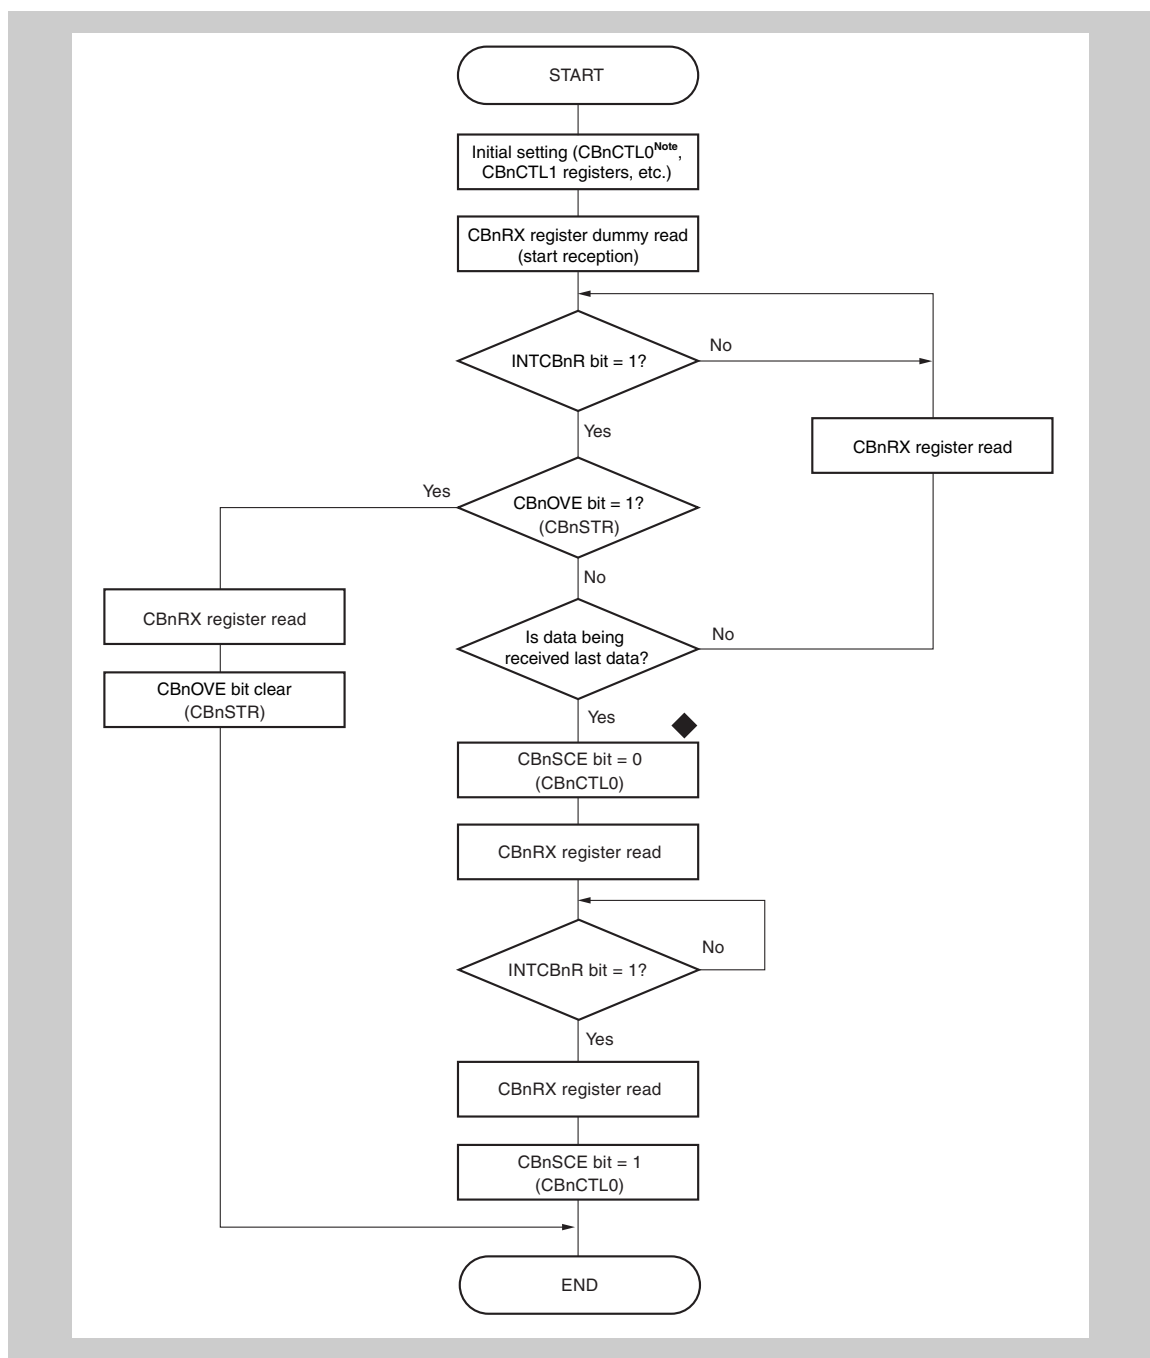 START
Initial setting (CBnCTL0Note,
CBnCTL1 registers, etc.)
CBnRX register dummy read
(start reception)
INTCBnR bit = 1?
No
Yes
CBnRX register read
CBnOVE bit = 1?
(CBnSTR)
Yes
No
CBnRX register read
CBnOVE bit clear
(CBnSTR)
Is data being
received last data?
No
Yes
CBnSCE bit = 0
(CBnCTL0)
CBnRX register read
INTCBnR bit = 1?
No
Yes
CBnRX register read
CBnSCE bit = 1
(CBnCTL0)
END